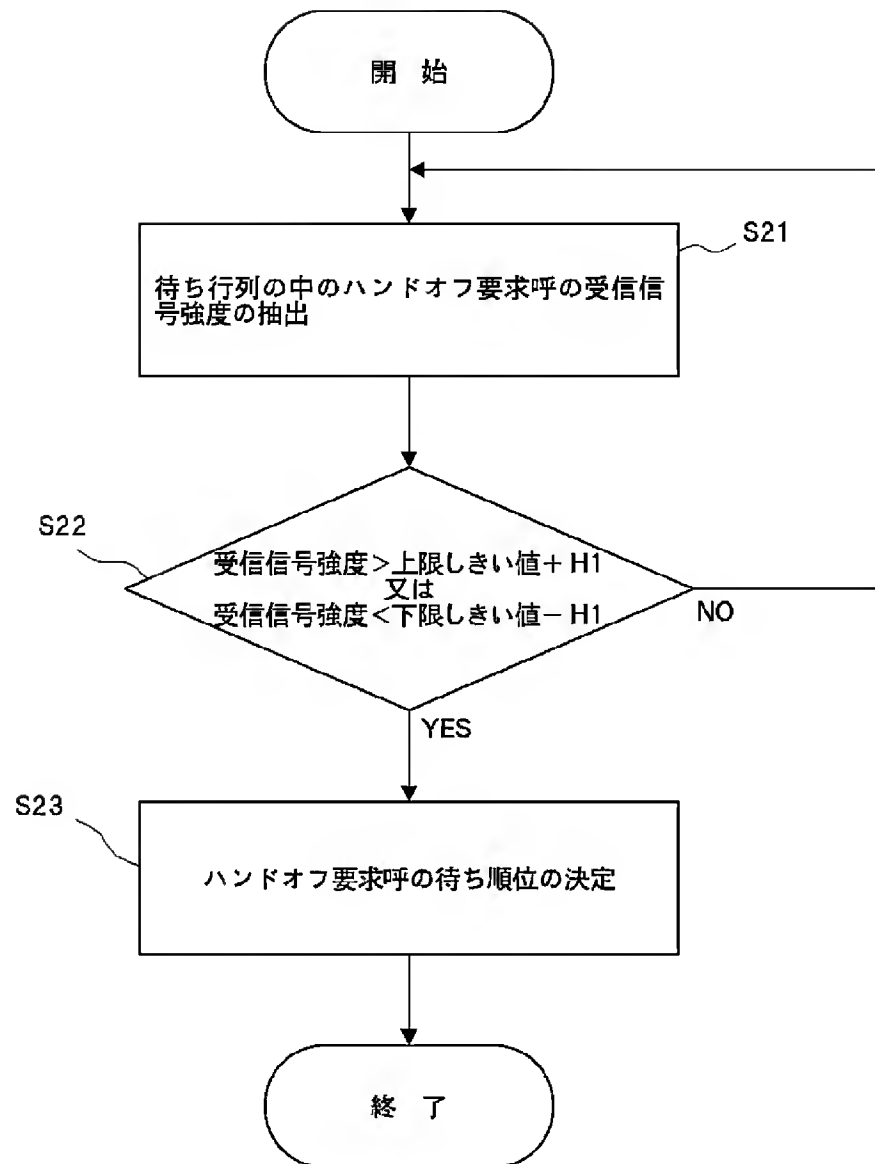 開 始
S21
待ち行列の中のハンドオフ要求呼の受信信
号強度の抽出
S22
受信信号強度＞上限しきい値＋H1
又は
受信信号強度＜下限しきい値－H1
NO
YES
S23
ハンドオフ要求呼の待ち順位の決定
終 了